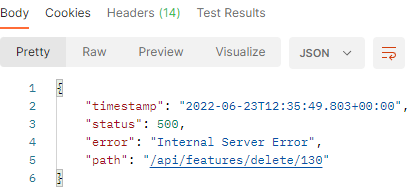 Body Cookies Headers (14) Test Results
Pretty Raw Preview Visualize JSON
1 {
2 "timestamp": "2022-06-23T12:35:49.803+00:00",
3 "status": 500,
4 "error": "Internal Server Error",
5 "path": "/api/features/delete/130"
6 }